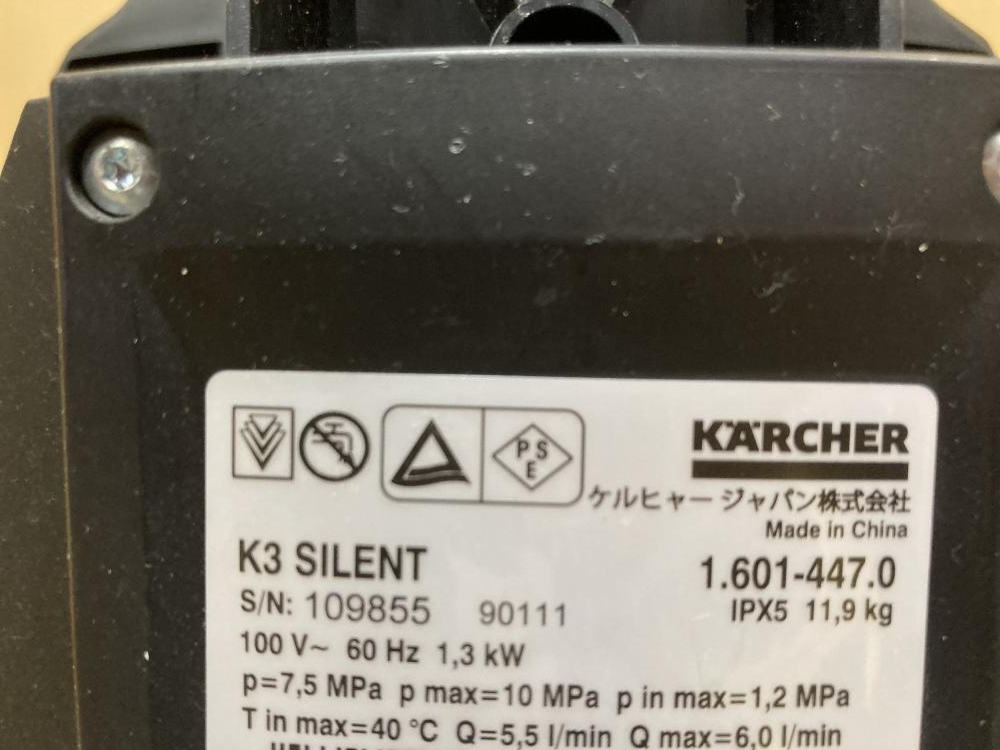 P S
E
KÄRCHER
ケルヒャー ジャパン株式会社
Made in China
K3 SILENT
1.601-447.0
S/N: 109855 90111
IPX5 11,9 kg
100 V~ 60 Hz 1,3 kW
p=7,5 MPa p max=10 MPa p in max=1,2 MPa
T in max=40 °C Q=5,5 l/min Q max=6,0 l/min